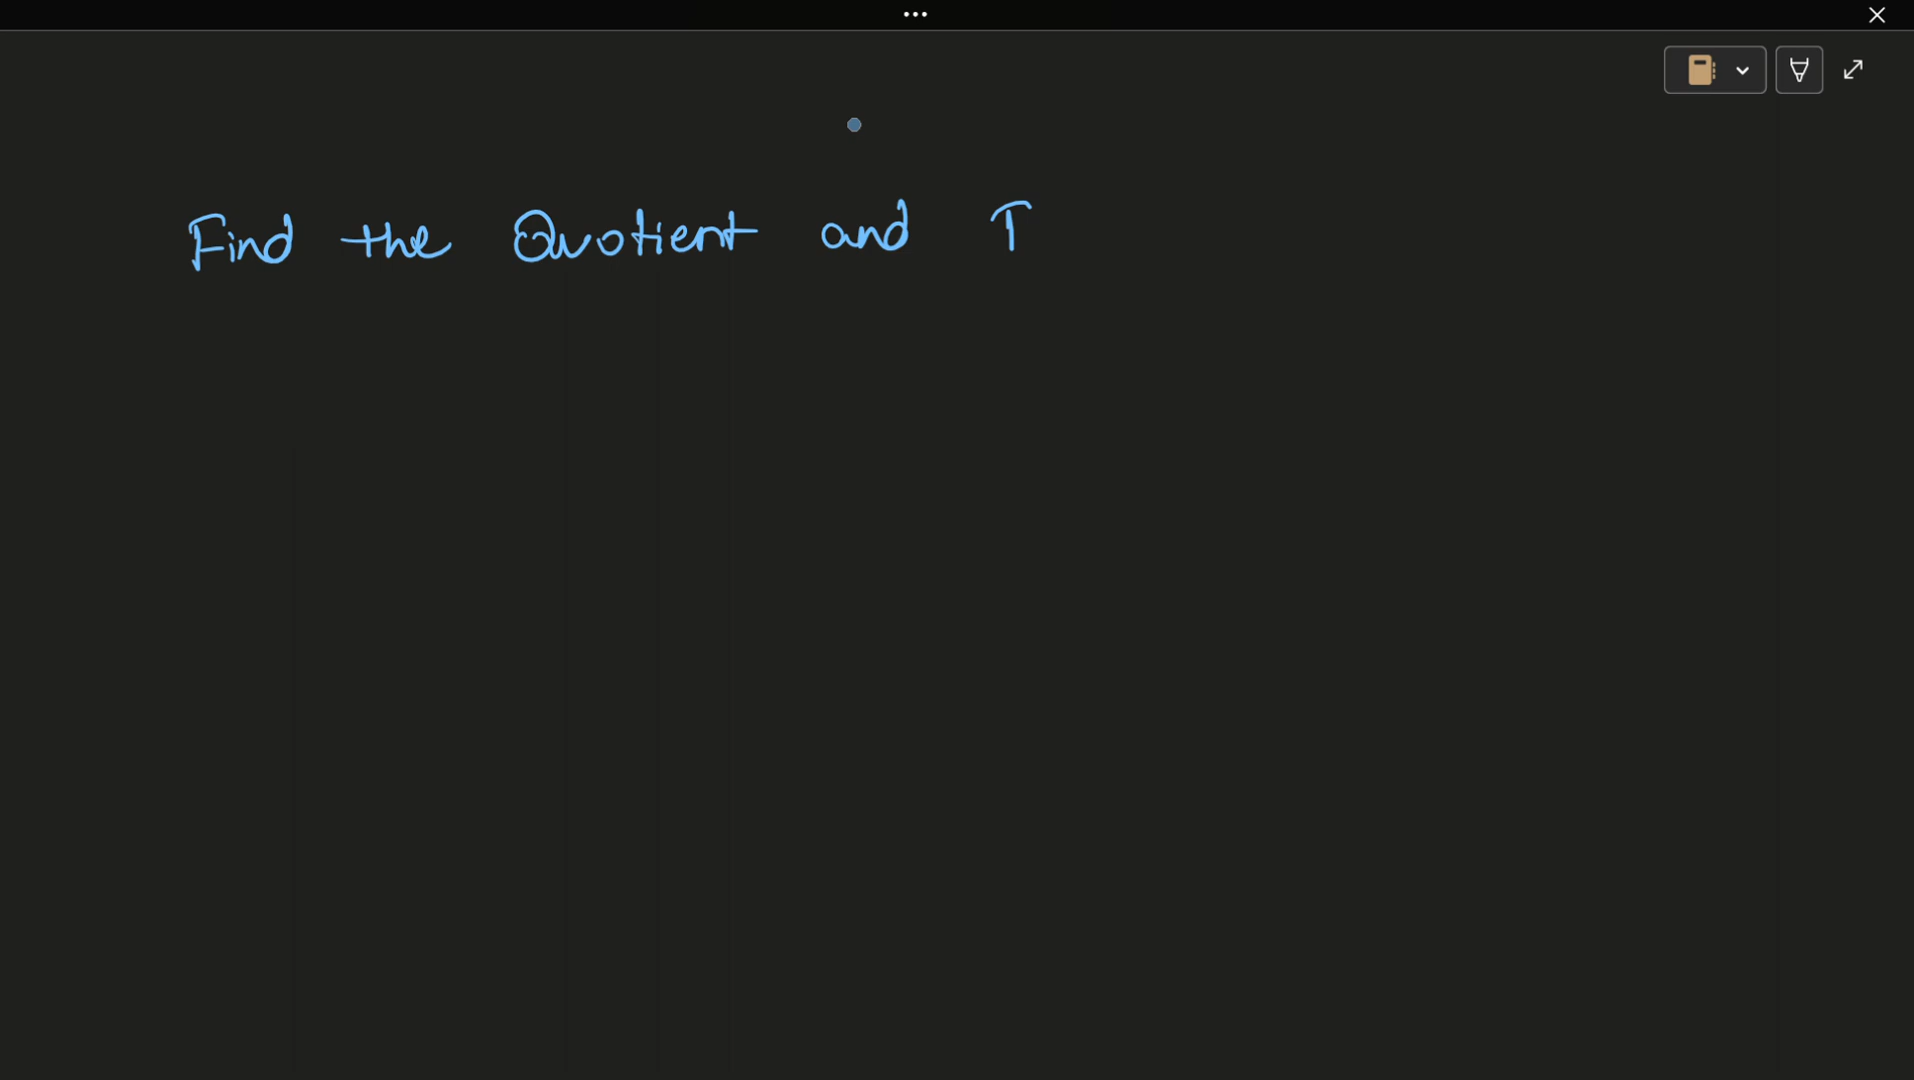 Find the Quotient and